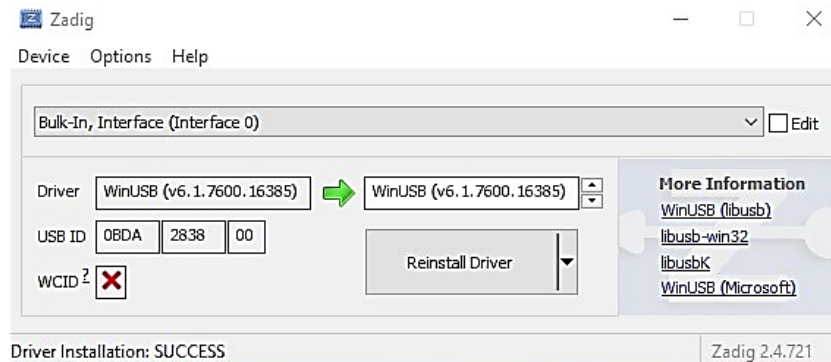 Zadig
Device Options Help
Bulk-In, Interface (Interface 0)
Edit
Driver WinUSB (v6.1.7600.16385) WinUSB (v6.1.7600.16385)
USB ID 0BDA 2838 00
WCID ?
Reinstall Driver
More Information
WinUSB (libusb)
libusb-win32
libusbK
WinUSB (Microsoft)
Driver Installation: SUCCESS
Zadig 2.4.721